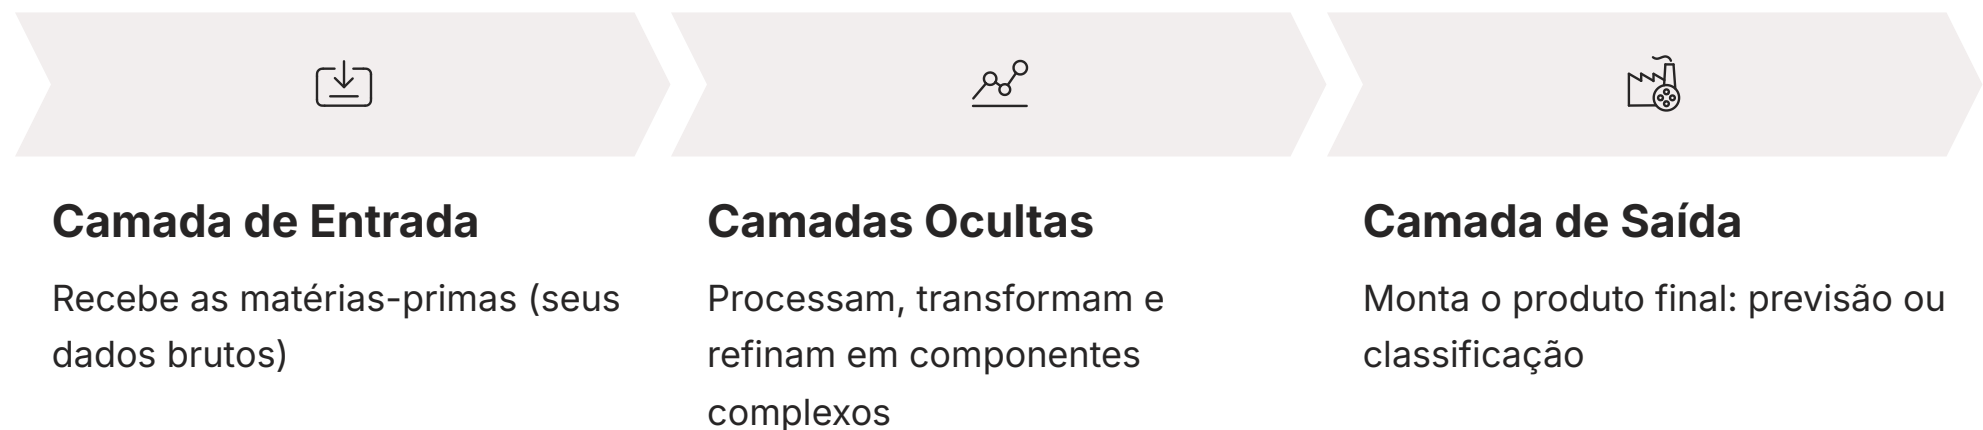 Camada de Entrada
Recebe as matérias-primas (seus
dados brutos)
Camadas Ocultas
Processam, transformam e
refinam em componentes
complexos
Camada de Saída
Monta o produto final: previsão ou
classificação